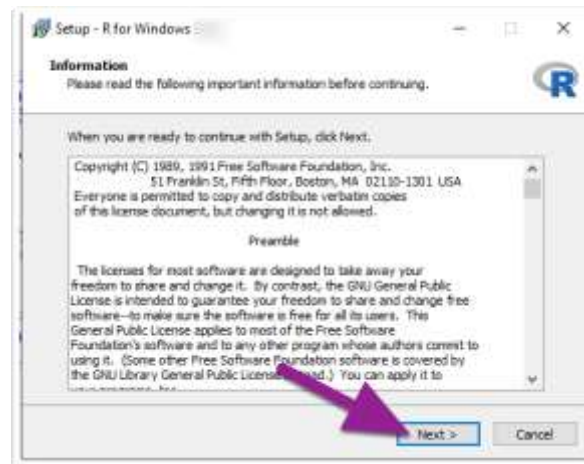 Setup - R for Windows
Information
Please read the following important information before continuing.
R
When you are ready to continue with Setup, click Next.
Copyright (C) 1989, 1991 Free Software Foundation, Inc.
51 Franklin St, Fifth Floor, Boston, MA 02110-1301 USA
Everyone is permitted to copy and distribute verbatim copies
of this license document, but changing it is not allowed.
Preamble
The licenses for most software are designed to take away your
freedom to share and change it. By contrast, the GNU General Public
License is intended to guarantee your freedom to share and change free
software--to make sure the software is free for all its users. This
General Public License applies to most of the Free Software
Foundation's software and to any other program whose authors commit to
using it. (Some other Free Software Foundation software is covered by
the GNU Library General Public License .) You can apply it to
Next >
Cancel